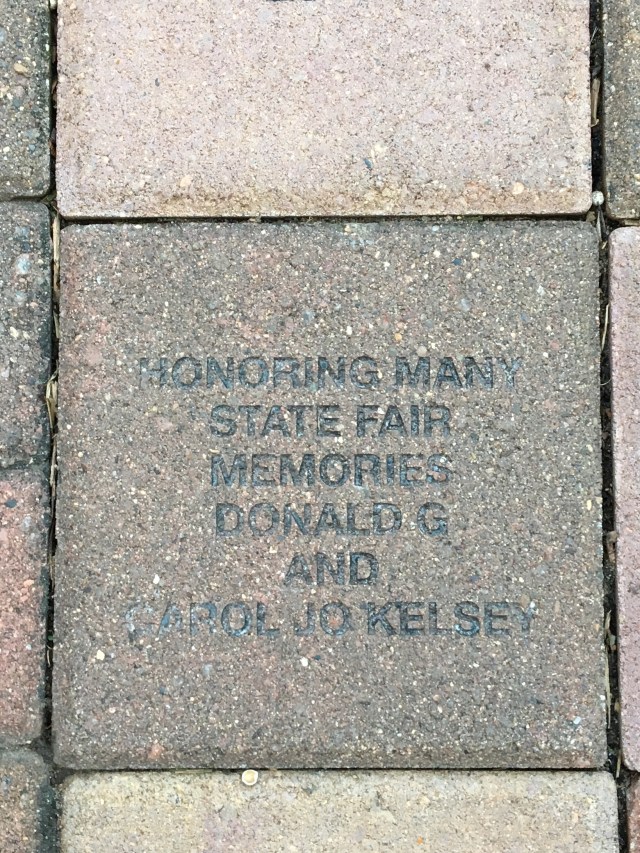 HONORING MANY
STATE FAIR
MEMORIES
DONALD G
AND
CAROL JO KELSEY